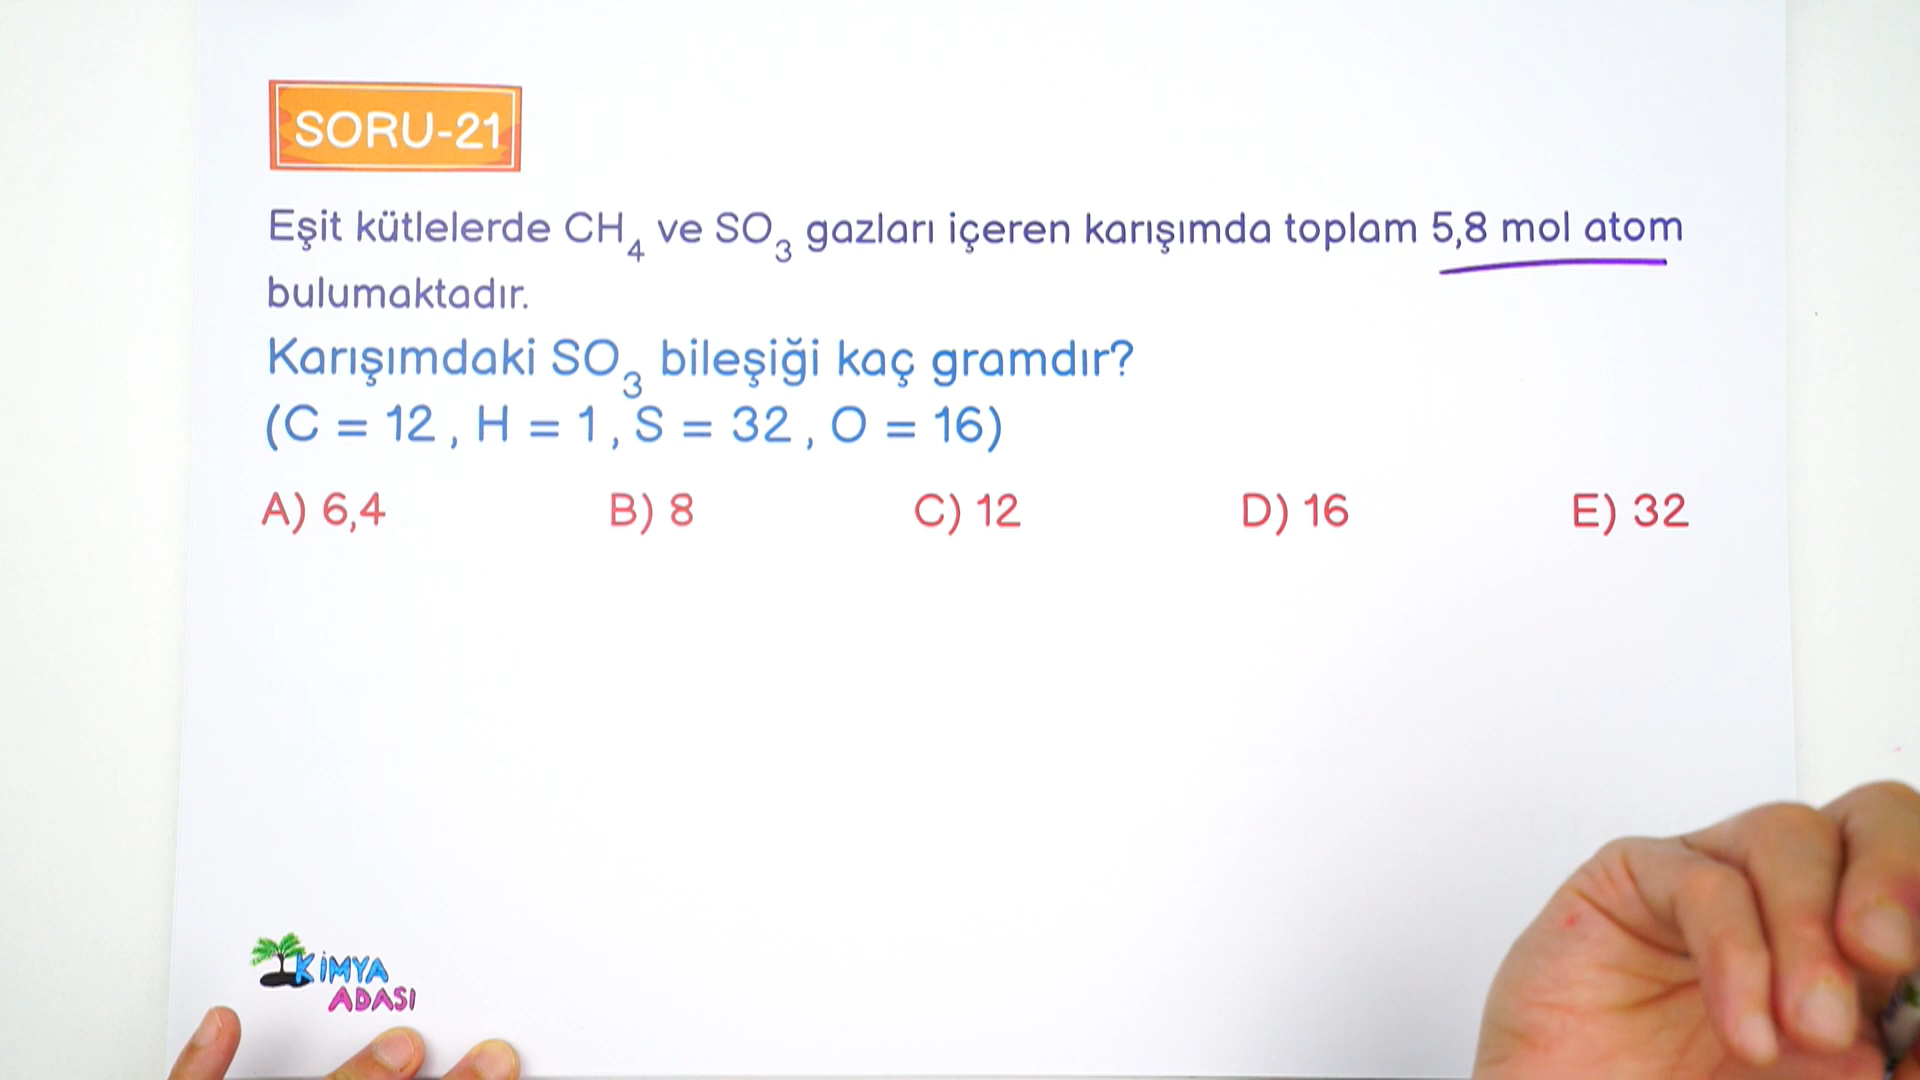 SORU-21
Eşit kütlelerde CH₄ ve SO₃ gazları içeren karışımda toplam 5,8 mol atom
bulumaktadır.
Karışımdaki SO₃ bileşiği kaç gramdır?
(C = 12 , H = 1 , S = 32 , O = 16)
A) 6,4 B) 8 C) 12 D) 16 E) 32
KİMYA
ADASI